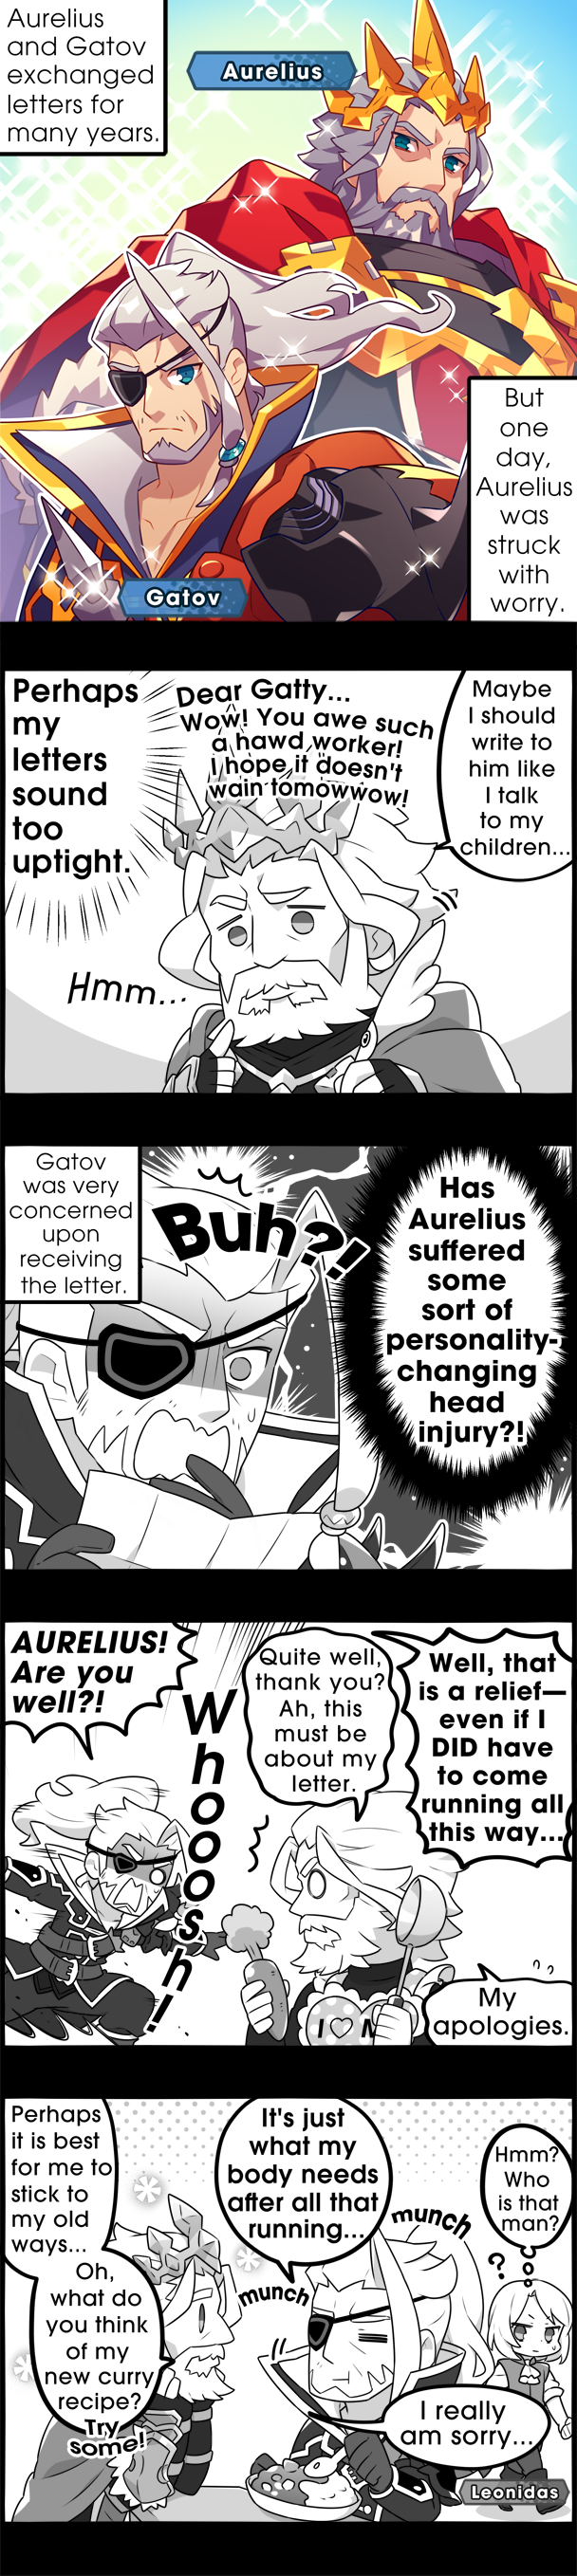 Aurelius
and Gatov
exchanged
letters for
many years.
Aurelius
But
one
day,
Aurelius
was
struck
with
worry.
Gatov
Perhaps
my
letters
sound
too
uptight.
Dear Gatty...
Wow! You awe such
a hawd worker!
I hope it doesn't
wain tomowwow!
Maybe
I should
write to
him like
I talk
to my
children...
Hmm...
Gatov
was very
concerned
upon
receiving
the letter.
Buh?!
Has
Aurelius
suffered
some
sort of
personality-
changing
head
injury?!
AURELIUS!
Are you
well?!
Whooosh!
Quite well,
thank you?
Ah, this
must be
about my
letter.
Well, that
is a relief—
even if I
DID have
to come
running all
this way...
I ♡ N
My
apologies.
Perhaps
it is best
for me to
stick to
my old
ways...
Oh,
what do
you think
of my
new curry
recipe?
Try
some!
It's just
what my
body needs
after all that
running...
munch
munch
Hmm?
Who
is that
man?
?
I really
am sorry...
Leonidas